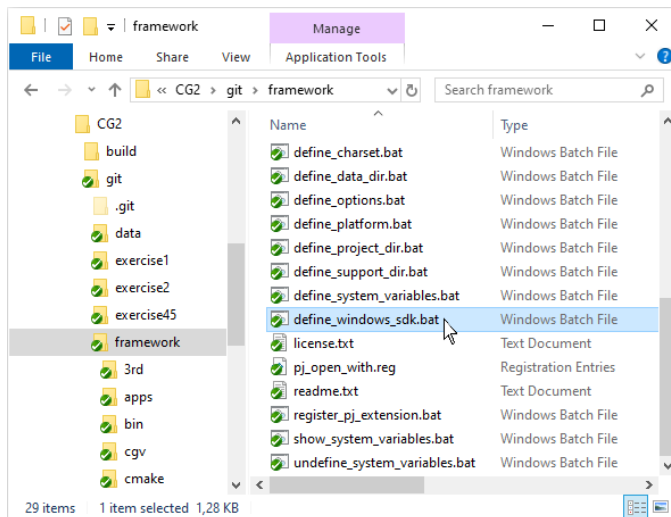 framework
Manage
File
Home
Share
View
Application Tools
« CG2 > git > framework
Search framework
CG2
build
git
.git
data
exercise1
exercise2
exercise45
framework
3rd
apps
bin
cgv
cmake
Name
Type
define_charset.bat Windows Batch File
define_data_dir.bat Windows Batch File
define_options.bat Windows Batch File
define_platform.bat Windows Batch File
define_project_dir.bat Windows Batch File
define_support_dir.bat Windows Batch File
define_system_variables.bat Windows Batch File
define_windows_sdk.bat Windows Batch File
license.txt Text Document
pj_open_with.reg Registration Entries
readme.txt Text Document
register_pj_extension.bat Windows Batch File
show_system_variables.bat Windows Batch File
undefine_system_variables.bat Windows Batch File
29 items 1 item selected 1,28 KB